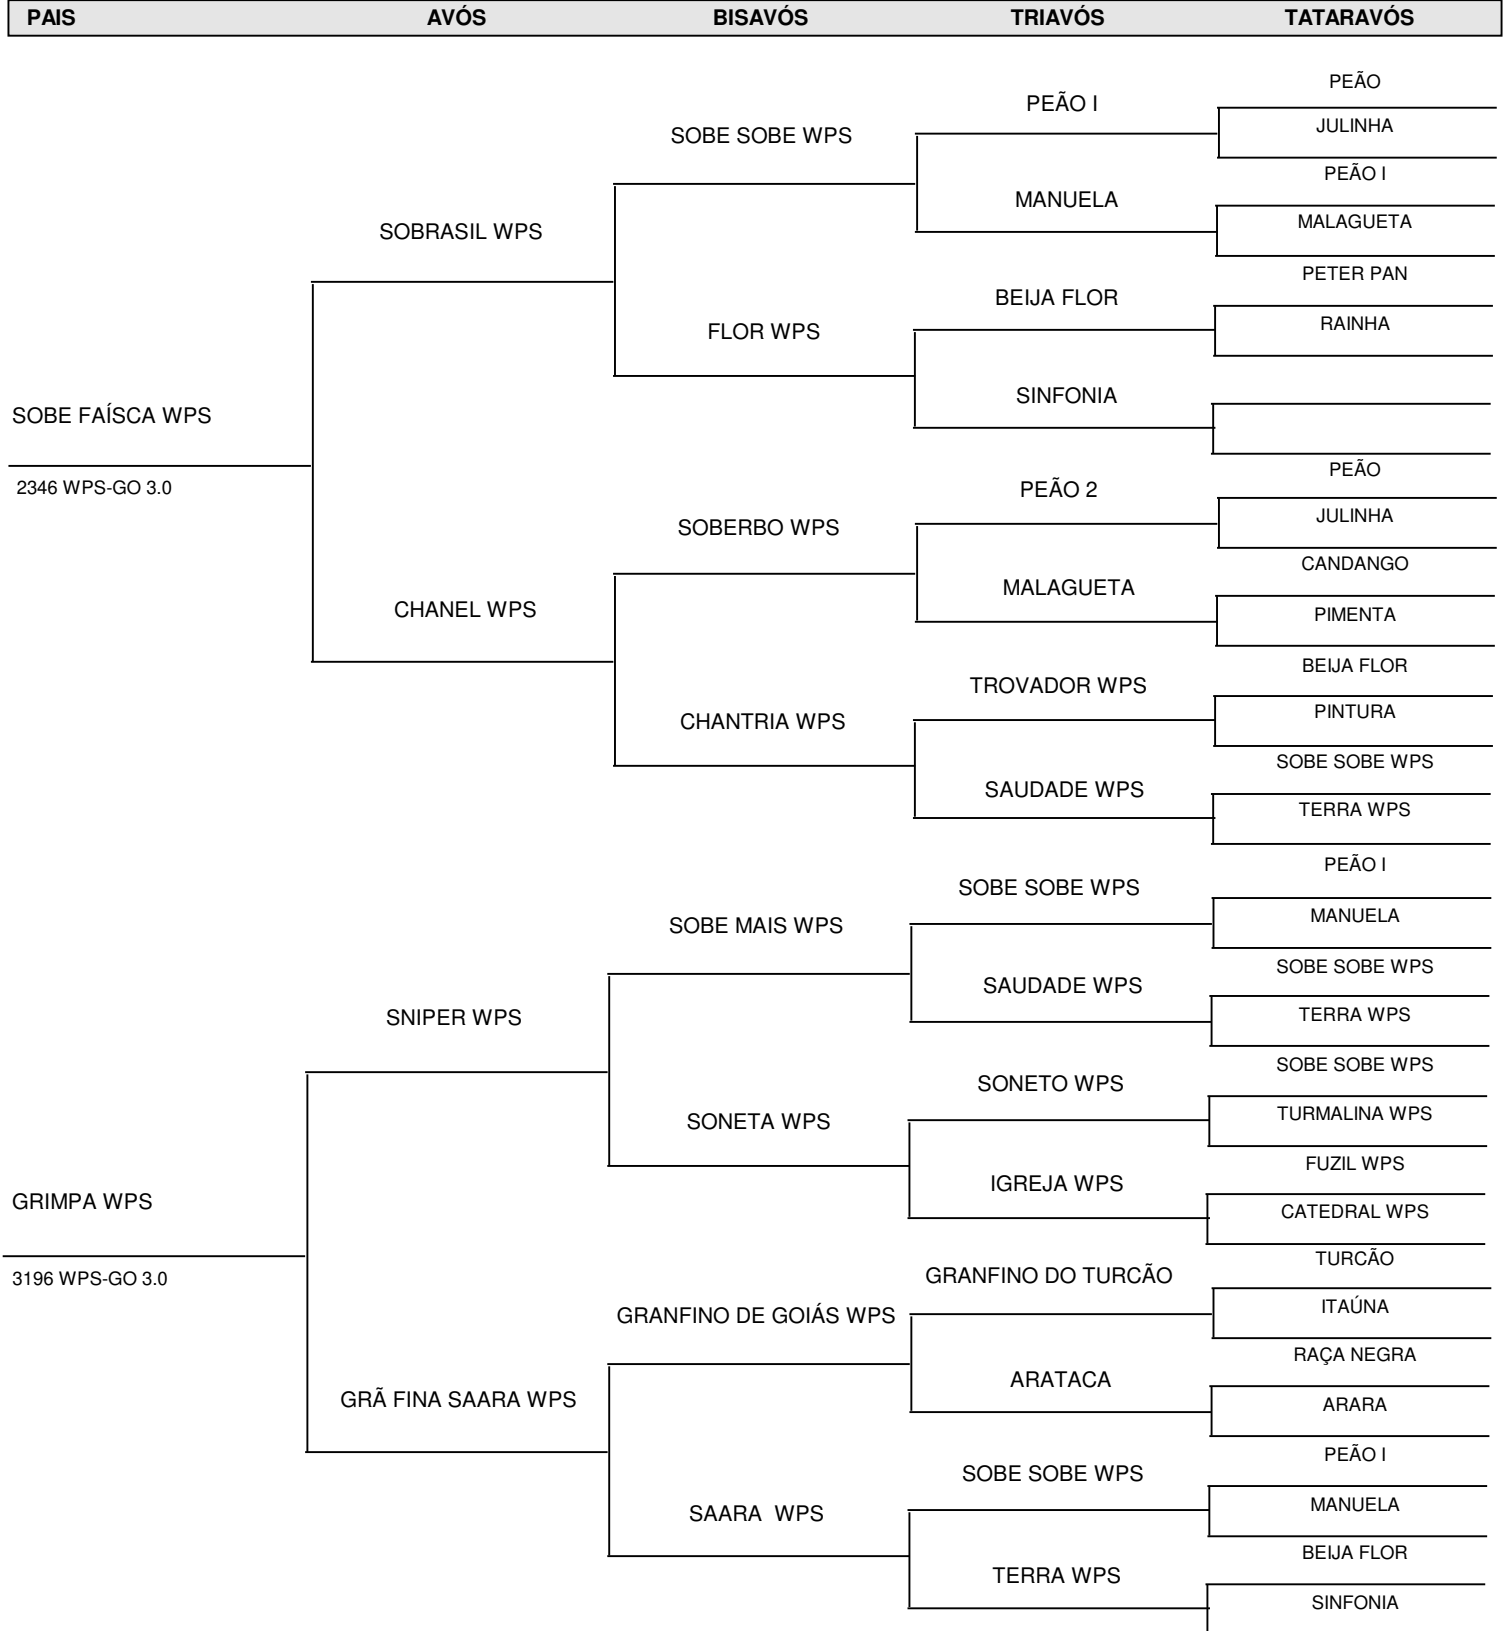 PAIS AVÓS BISAVÓS TRIAVÓS TATARAVÓS
PEÃO
PEÃO I
JULINHA
SOBE SOBE WPS
PEÃO I
MANUELA
MALAGUETA
SOBRASIL WPS
PETER PAN
BEIJA FLOR
RAINHA
FLOR WPS
SINFONIA
SOBE FAÍSCA WPS
PEÃO
2346 WPS-GO 3.0
PEÃO 2
JULINHA
SOBERBO WPS
CANDANGO
MALAGUETA
CHANEL WPS
PIMENTA
BEIJA FLOR
TROVADOR WPS
PINTURA
CHANTRIA WPS
SOBE SOBE WPS
SAUDADE WPS
TERRA WPS
PEÃO I
SOBE SOBE WPS
MANUELA
SOBE MAIS WPS
SOBE SOBE WPS
SAUDADE WPS
TERRA WPS
SNIPER WPS
SOBE SOBE WPS
SONETO WPS
TURMALINA WPS
SONETA WPS
FUZIL WPS
IGREJA WPS
GRIMPA WPS
CATEDRAL WPS
TURCÃO
3196 WPS-GO 3.0
GRANFINO DO TURCÃO
ITAÚNA
GRANFINO DE GOIÁS WPS
RAÇA NEGRA
ARATACA
GRÃ FINA SAARA WPS
ARARA
PEÃO I
SOBE SOBE WPS
MANUELA
SAARA WPS
BEIJA FLOR
TERRA WPS
SINFONIA